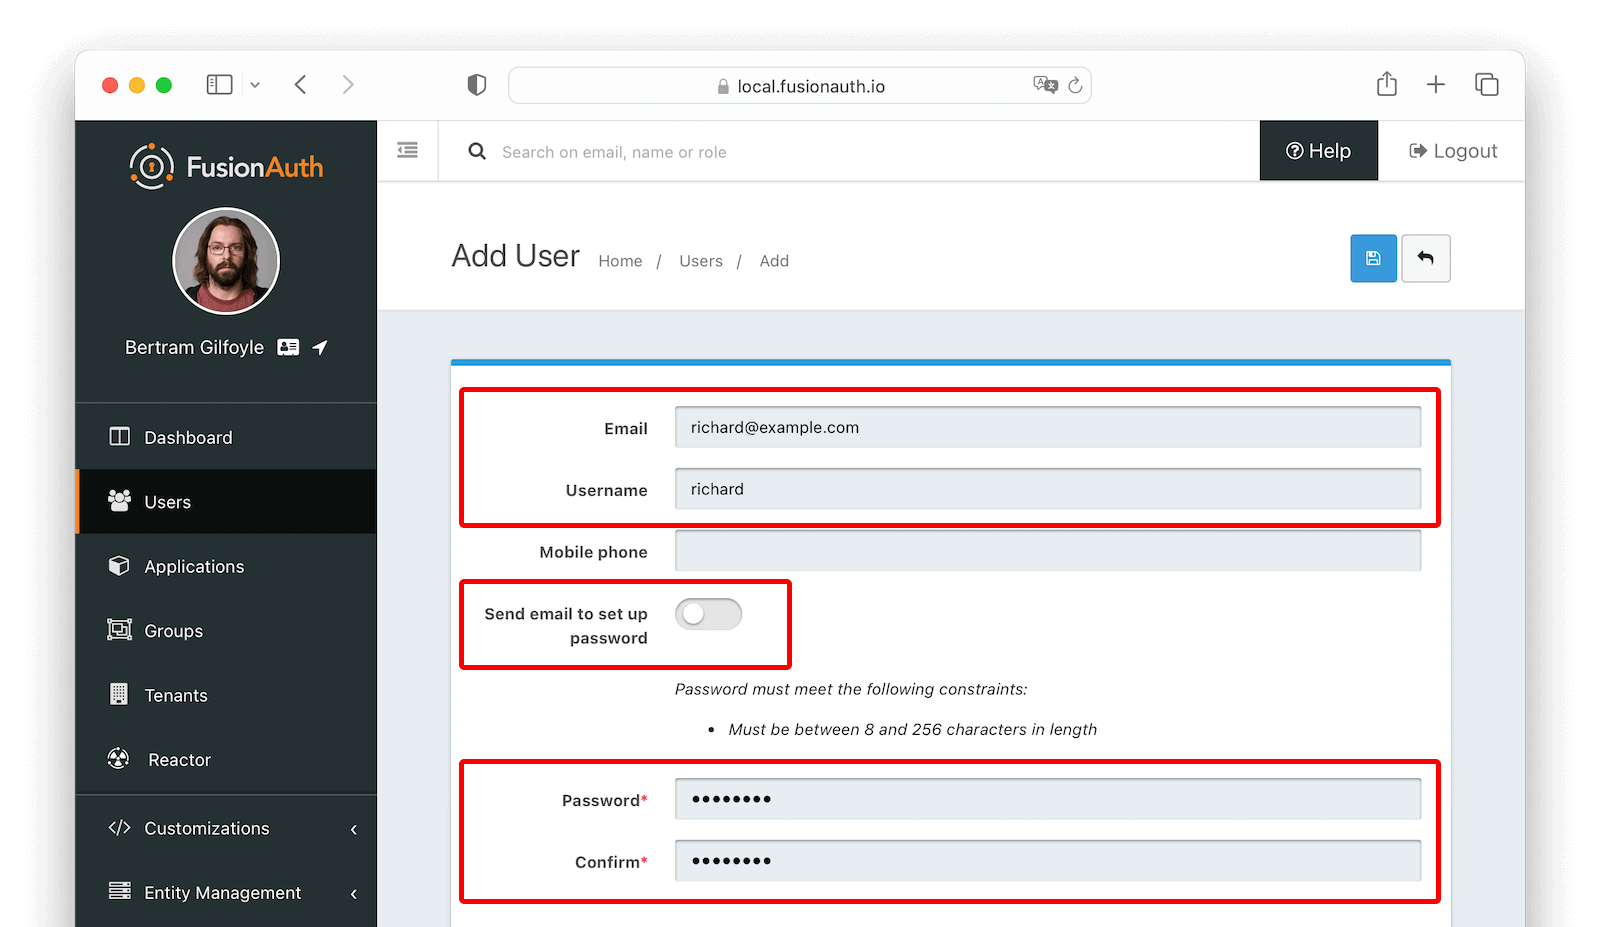 local.fusionauth.io
FusionAuth
Search on email, name or role
Help
Logout
Bertram Gilfoyle
Dashboard
Users
Applications
Groups
Tenants
Reactor
Customizations
Entity Management
Add User
Home / Users / Add
Email richard@example.com
Username richard
Mobile phone
Send email to set up
password
Password must meet the following constraints:
• Must be between 8 and 256 characters in length
Password* ••••••••
Confirm* ••••••••